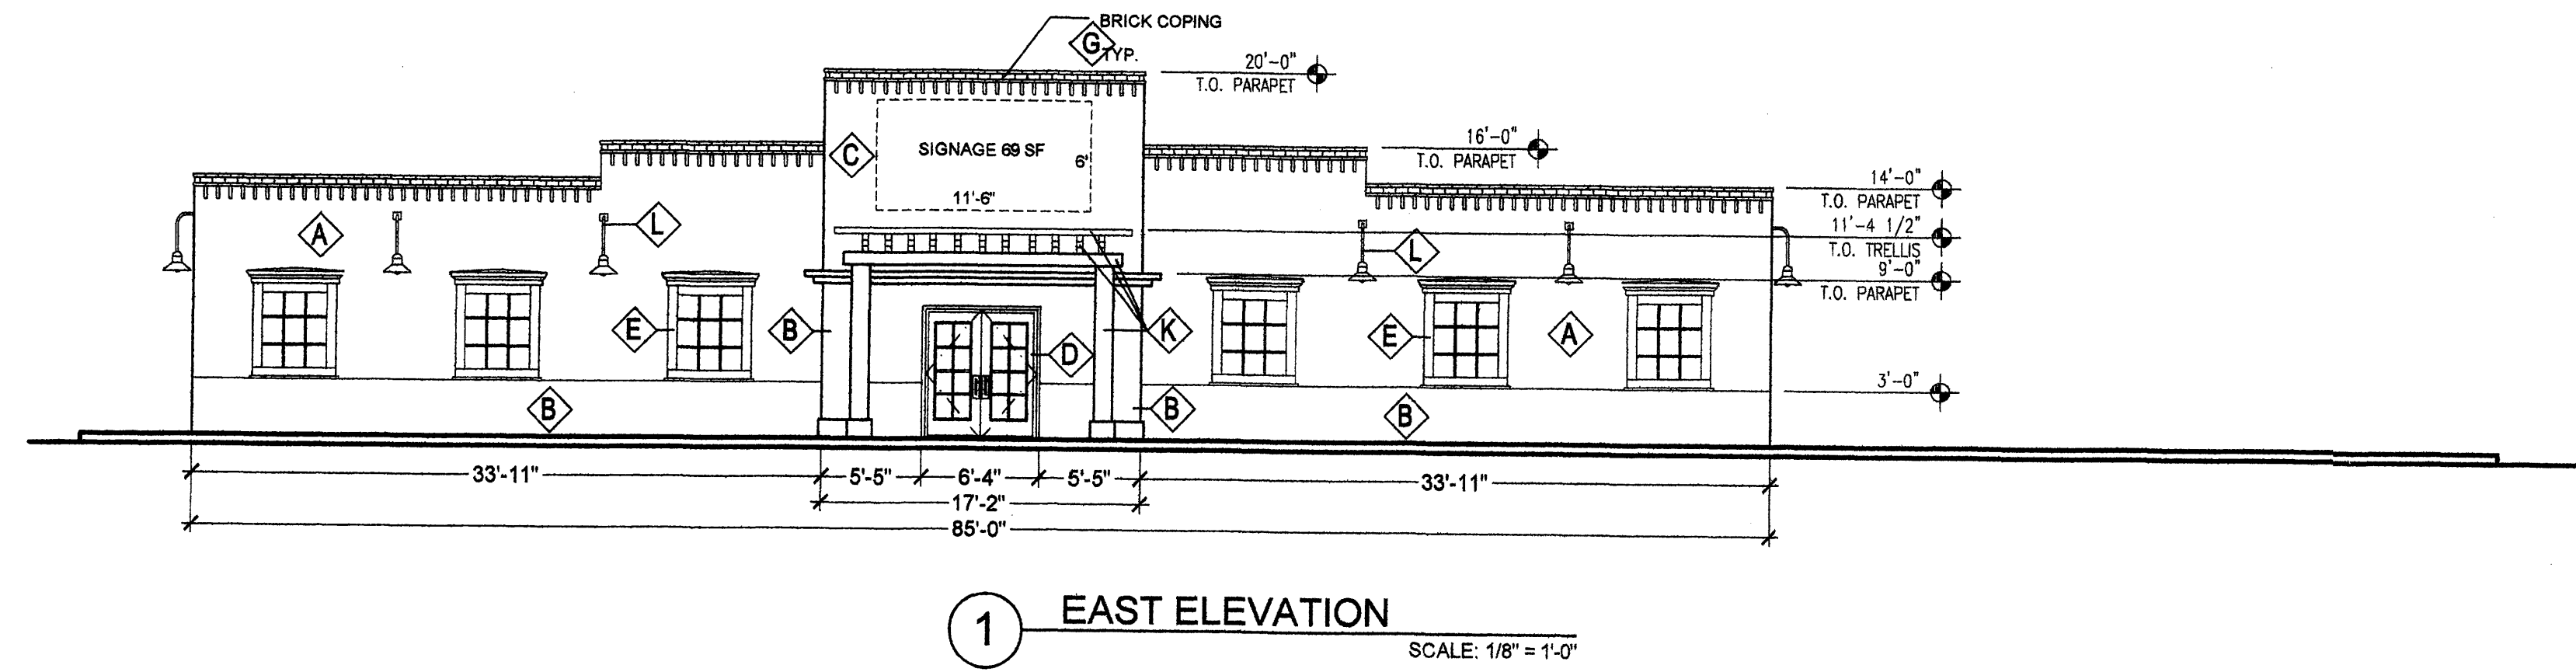 BRICK COPING
G
TYP.
20'-0"
T.O. PARAPET
16'-0"
T.O. PARAPET
C
SIGNAGE 69 SF
6'
11'-6"
14'-0"
T.O. PARAPET
11'-4 1/2"
T.O. TRELLIS
9'-0"
T.O. PARAPET
A
L
L
E
B
D
K
E
A
3'-0"
B
B
B
33'-11"
5'-5"
6'-4"
5'-5"
33'-11"
17'-2"
85'-0"
1
EAST ELEVATION
SCALE: 1/8" = 1'-0"